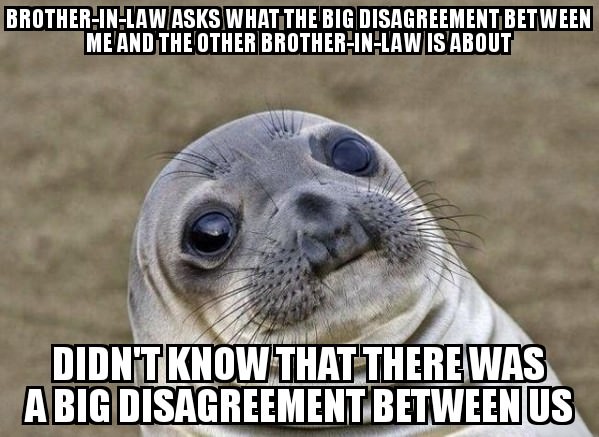 BROTHER-IN-LAW ASKS WHAT THE BIG DISAGREEMENT BETWEEN
ME AND THE OTHER BROTHER-IN-LAW IS ABOUT
DIDN'T KNOW THAT THERE WAS
A BIG DISAGREEMENT BETWEEN US